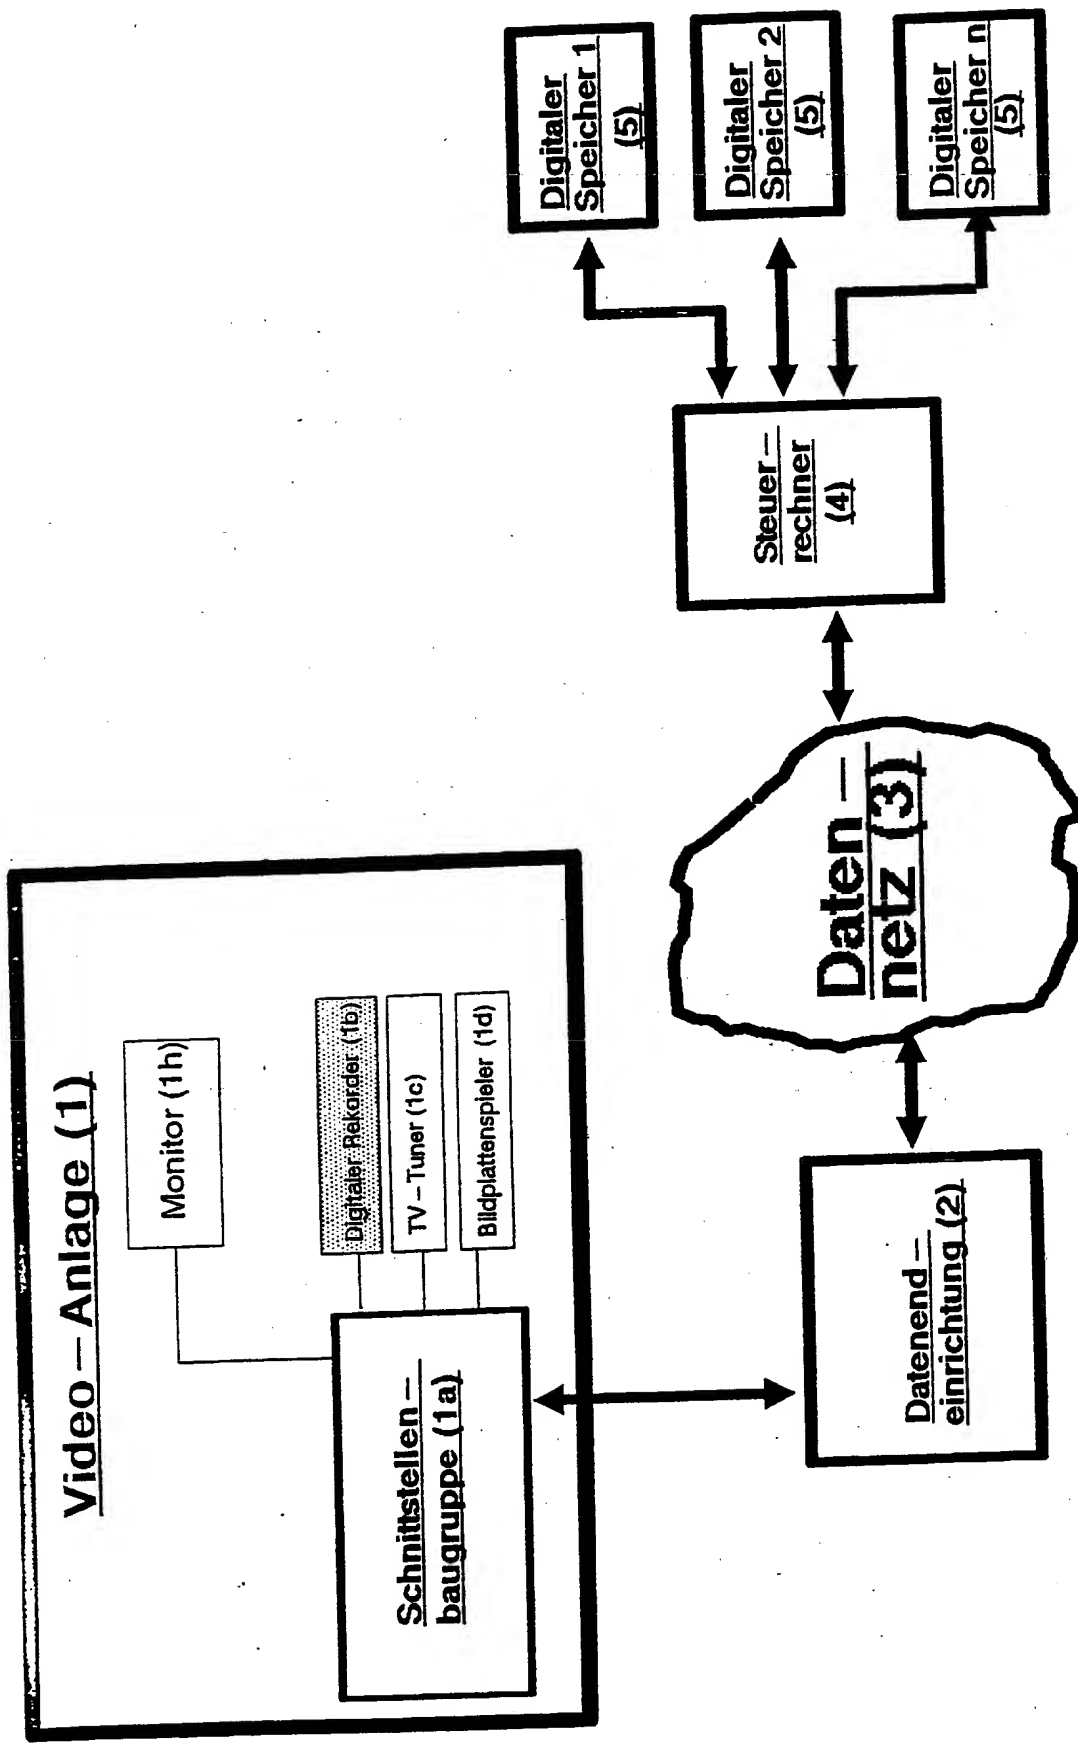 Video–Anlage (1)
Monitor (1h)
Digitaler Rekorder (1b)
TV–Tuner (1c)
Bildplattenspieler (1d)
Schnittstellen–
baugruppe (1a)
Datenend–
einrichtung (2)
Daten–
netz (3)
Steuer–
rechner
(4)
Digitaler
Speicher 1
(5)
Digitaler
Speicher 2
(5)
Digitaler
Speicher n
(5)